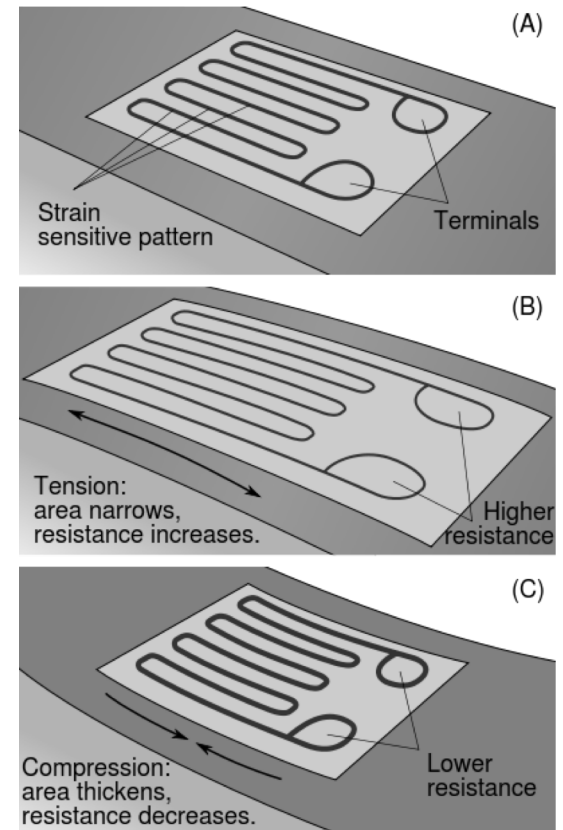 (A)
Strain
sensitive pattern
Terminals
(B)
Tension:
area narrows,
resistance increases.
Higher
resistance
(C)
Compression:
area thickens,
resistance decreases.
Lower
resistance